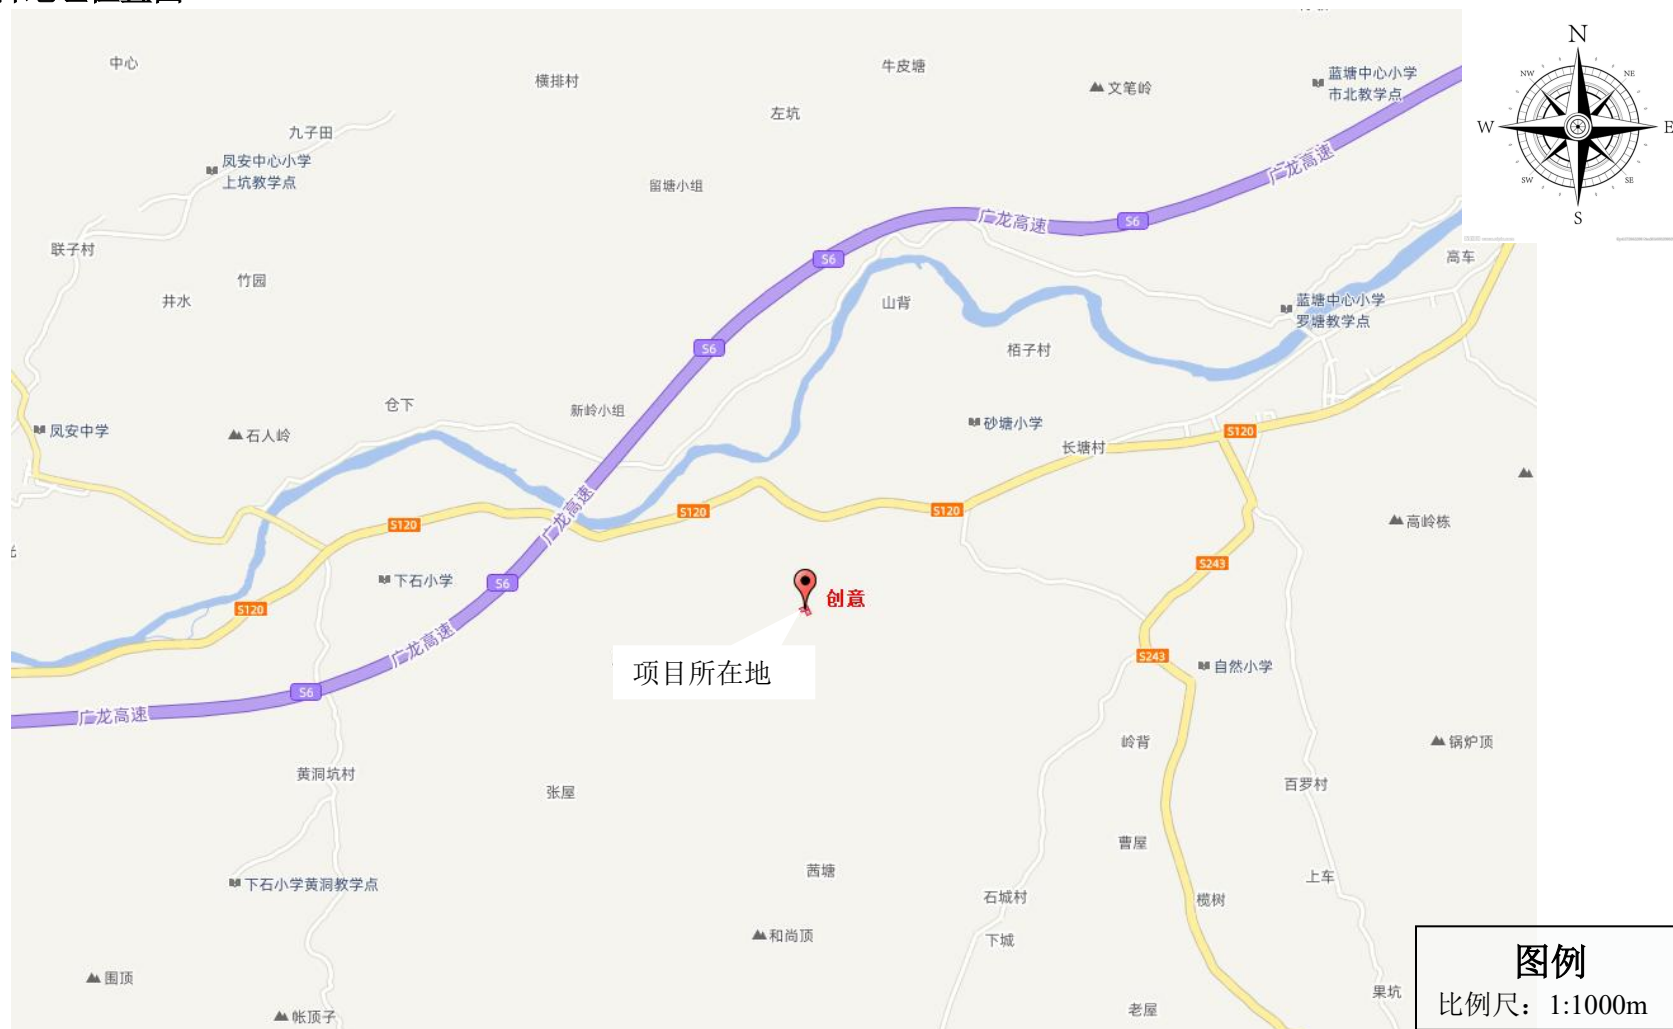 中心
横排村
牛皮塘
文笔岭
蓝塘中心小学
市北教学点
N
NW
NE
W
E
SW
SE
S
左坑
九子田
凤安中心小学
上坑教学点
广龙高速
留塘小组
广龙高速
S6
联子村
S6
高车
竹园
井水
山背
蓝塘中心小学
罗塘教学点
S6
栢子村
仓下
新岭小组
凤安中学
石人岭
砂塘小学
S120
长塘村
广龙高速
S120
S120
S120
高岭栋
S243
下石小学
S6
创意
S120
广龙高速
项目所在地
S243
自然小学
S6
广龙高速
岭背
锅炉顶
黄洞坑村
张屋
百罗村
曹屋
茜塘
上车
下石小学黄洞教学点
石城村
榄树
和尚顶
下城
围顶
果坑
帐顶子
老屋
图例
比例尺：1:1000m